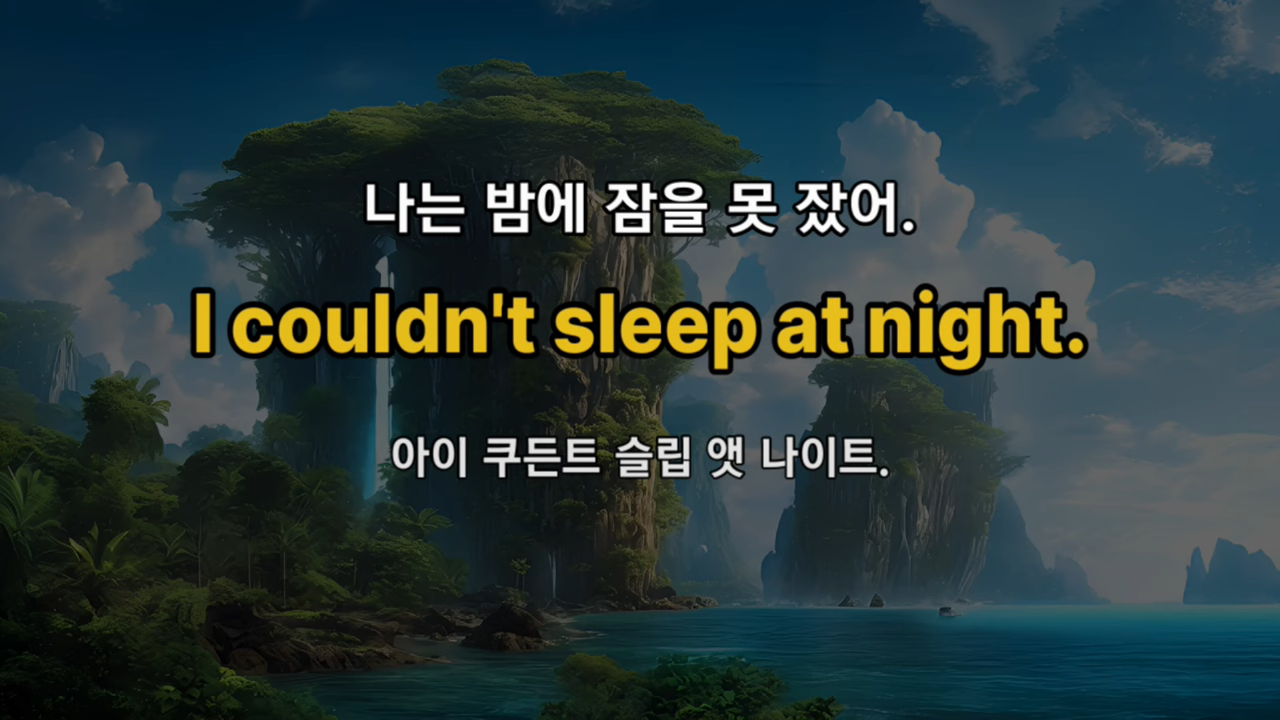 나는 밤에 잠을 못 잤어.
I couldn't sleep at night.
아이 쿠든트 슬립 앳 나이트.